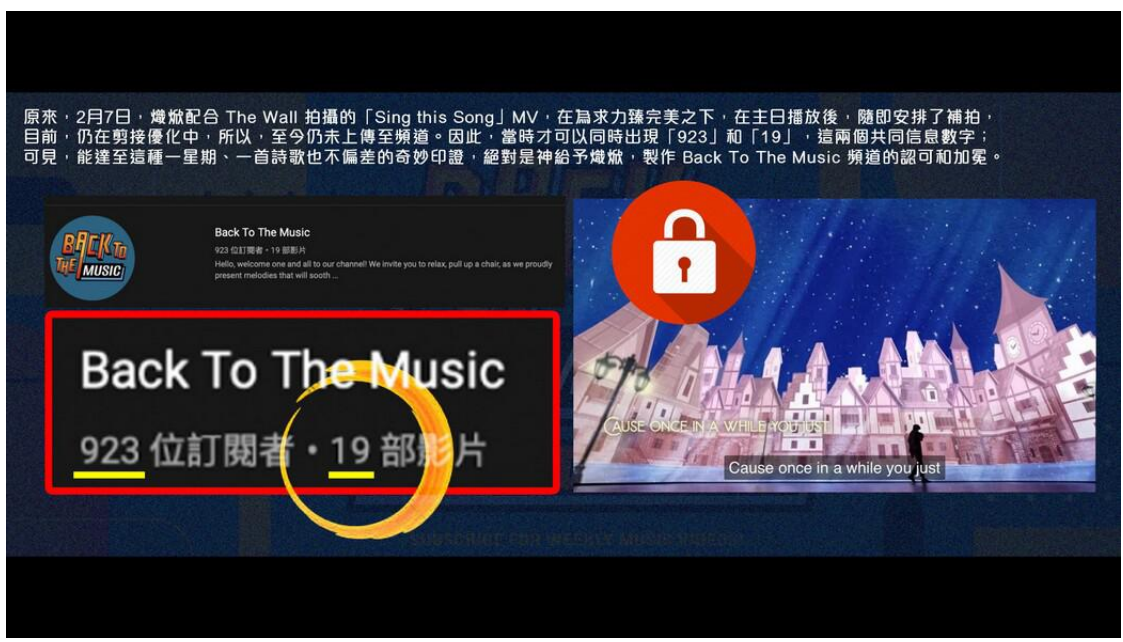 原來，2月7日，熾焮配合 The Wall 拍攝的「Sing this Song」MV，在為求力臻完美之下，在主日播放後，隨即安排了補拍，
目前，仍在剪接優化中，所以，至今仍未上傳至頻道。因此，當時才可以同時出現「923」和「19」，這兩個共同信息數字；
可見，能達至這種一星期、一首詩歌也不偏差的奇妙印證，絕對是神給予熾焮，製作 Back To The Music 頻道的認可和加冕。
BACK TO
THE MUSIC
Back To The Music
923 位訂閱者・19 部影片
Hello, welcome one and all to our channel! We invite you to relax, pull up a chair, as we proudly
present melodies that will sooth ...
Back To The Music
923 位訂閱者・19 部影片
CAUSE ONCE IN A WHILE YOU JUST
Cause once in a while you just
SUBSCRIBE FOR WEEKLY MUSIC VIDEOS